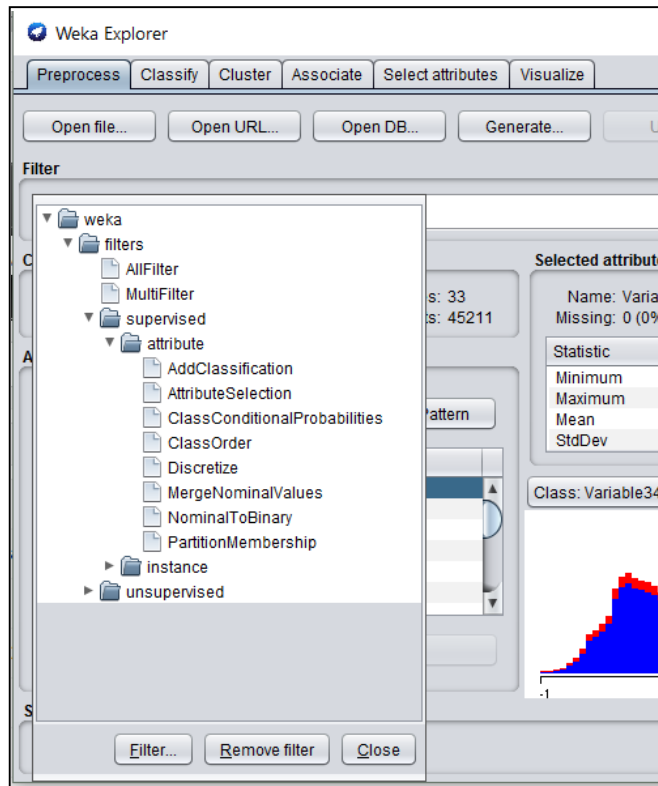 Weka Explorer
Preprocess Classify Cluster Associate Select attributes Visualize
Open file... Open URL... Open DB... Generate... U
Filter
weka
filters
AllFilter
MultiFilter
supervised
attribute
AddClassification
AttributeSelection
ClassConditionalProbabilities
ClassOrder
Discretize
MergeNominalValues
NominalToBinary
PartitionMembership
instance
unsupervised
Filter... Remove filter Close
C
s: 33
ts: 45211
A
Pattern
S
Selected attribute
Name: Varia
Missing: 0 (0%
Statistic
Minimum
Maximum
Mean
StdDev
Class: Variable34
-1